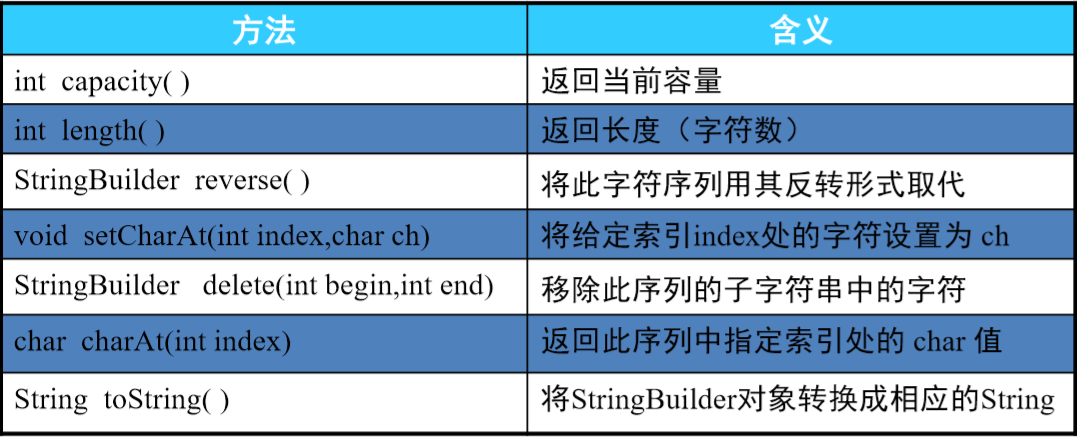 方法 含义
int capacity( ) 返回当前容量
int length( ) 返回长度（字符数）
StringBuilder reverse( ) 将此字符序列用其反转形式取代
void setCharAt(int index,char ch) 将给定索引index处的字符设置为 ch
StringBuilder delete(int begin,int end) 移除此序列的子字符串中的字符
char charAt(int index) 返回此序列中指定索引处的 char 值
String toString( ) 将StringBuilder对象转换成相应的String